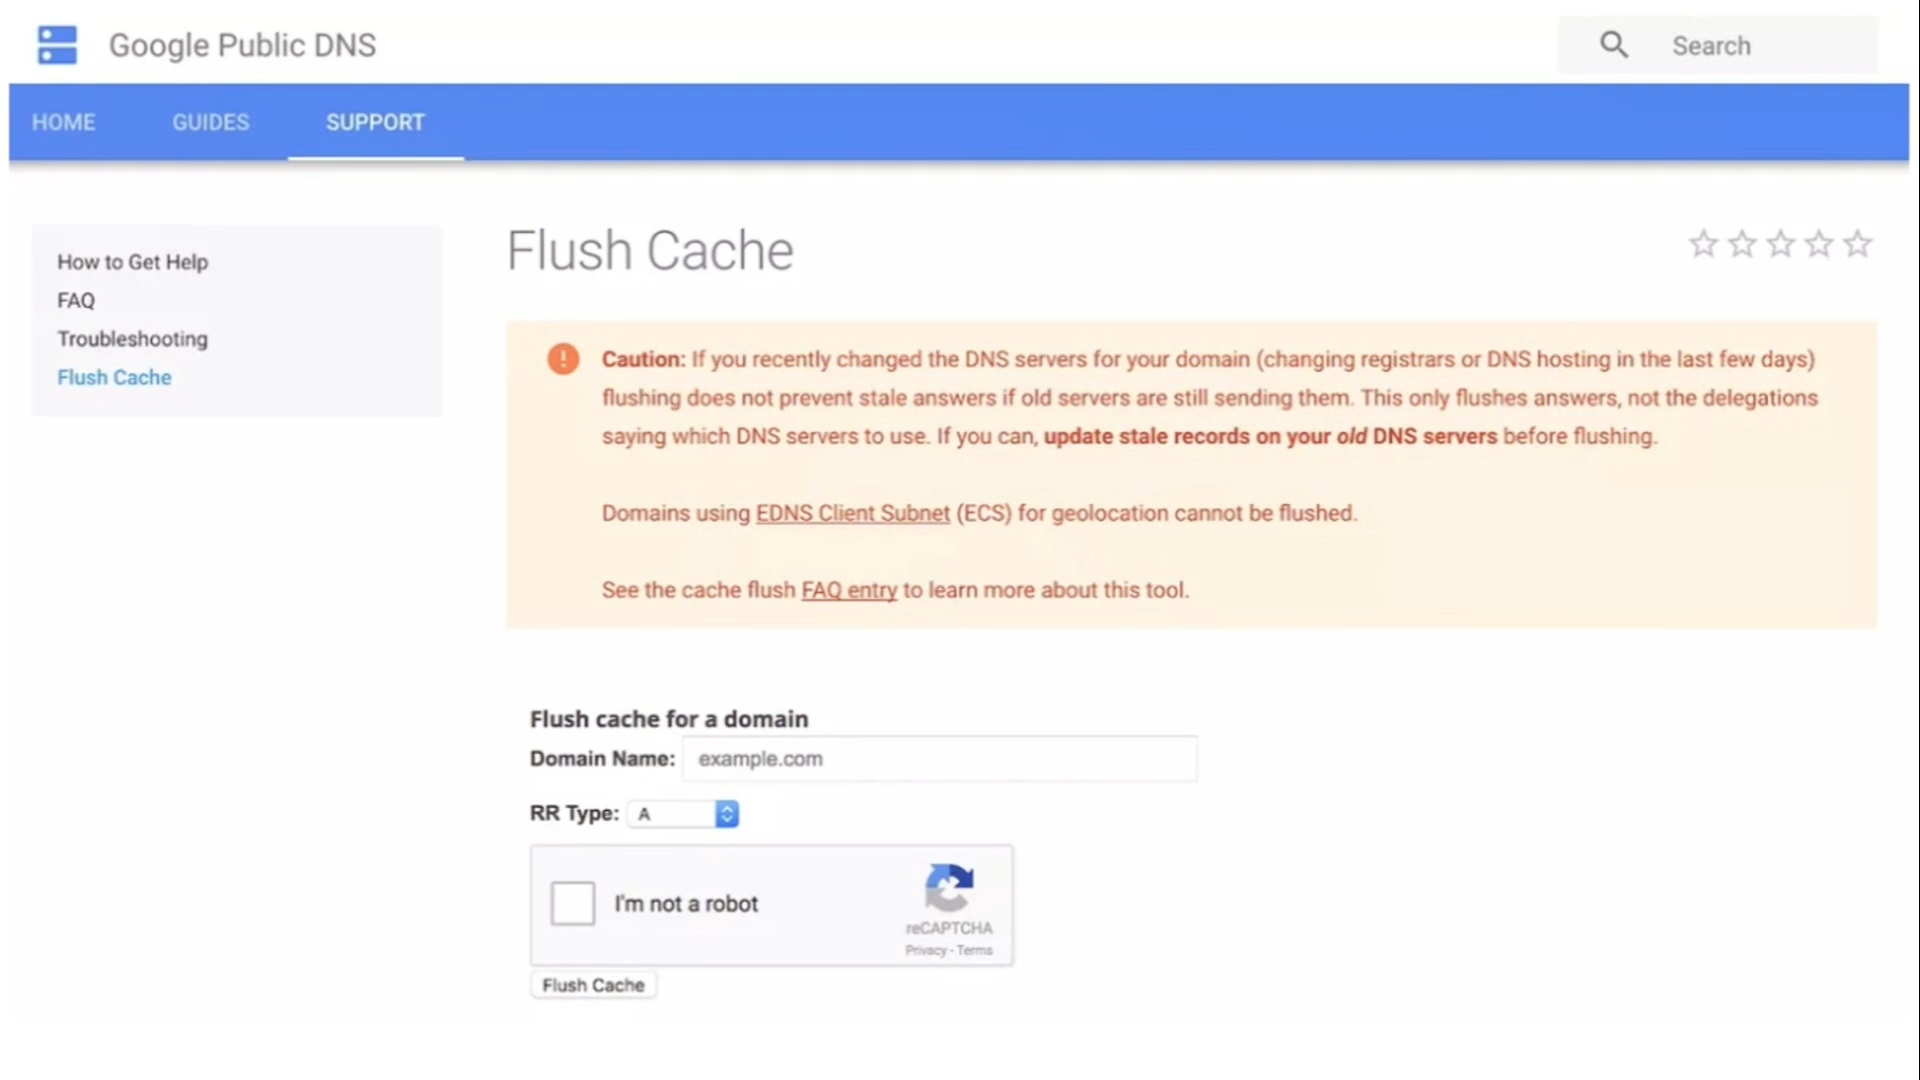 Google Public DNS
Search
HOME
GUIDES
SUPPORT
How to Get Help
FAQ
Troubleshooting
Flush Cache
Flush Cache
Caution: If you recently changed the DNS servers for your domain (changing registrars or DNS hosting in the last few days)
flushing does not prevent stale answers if old servers are still sending them. This only flushes answers, not the delegations
saying which DNS servers to use. If you can, update stale records on your old DNS servers before flushing.
Domains using EDNS Client Subnet (ECS) for geolocation cannot be flushed.
See the cache flush FAQ entry to learn more about this tool.
Flush cache for a domain
Domain Name: example.com
RR Type: A
I'm not a robot
reCAPTCHA
Privacy - Terms
Flush Cache